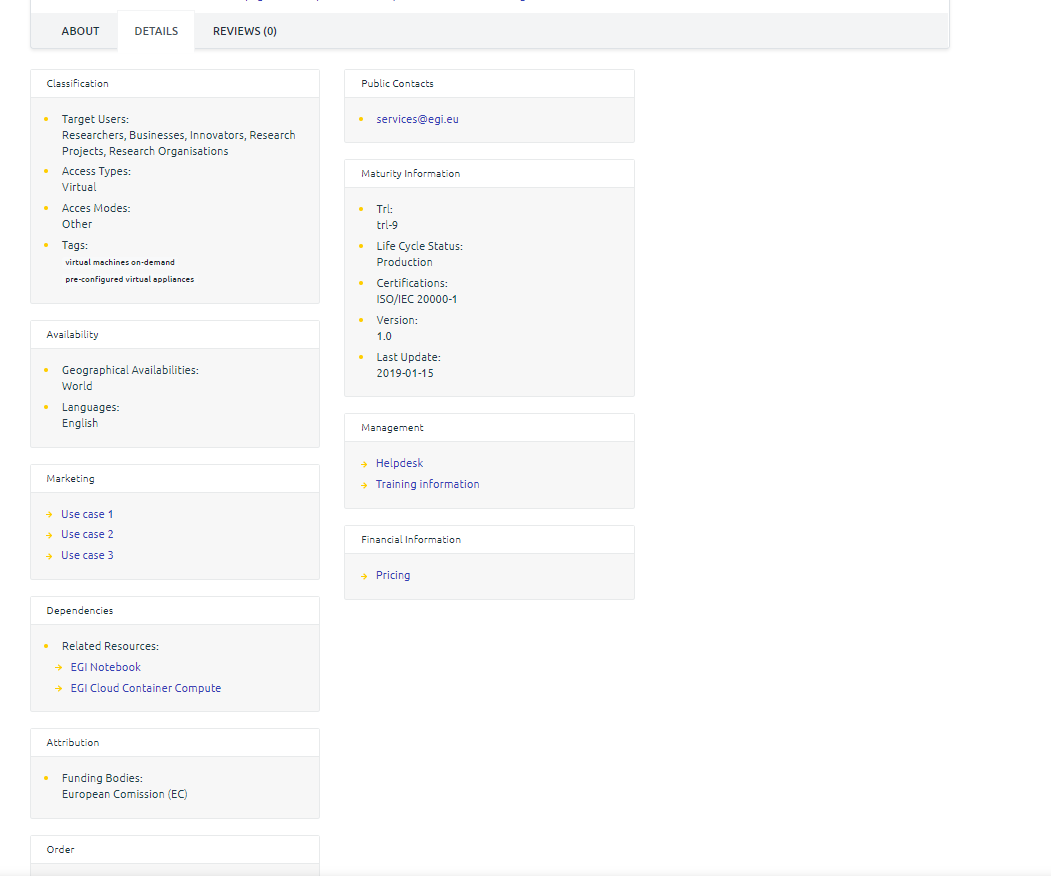 ABOUT
DETAILS
REVIEWS (0)
Classification
Target Users:
Researchers, Businesses, Innovators, Research
Projects, Research Organisations
Access Types:
Virtual
Acces Modes:
Other
Tags:
virtual machines on-demand
pre-configured virtual appliances
Availability
Geographical Availabilities:
World
Languages:
English
Marketing
Use case 1
Use case 2
Use case 3
Dependencies
Related Resources:
EGI Notebook
EGI Cloud Container Compute
Attribution
Funding Bodies:
European Comission (EC)
Order
Public Contacts
services@egi.eu
Maturity Information
Trl:
trl-9
Life Cycle Status:
Production
Certifications:
ISO/IEC 20000-1
Version:
1.0
Last Update:
2019-01-15
Management
Helpdesk
Training information
Financial Information
Pricing